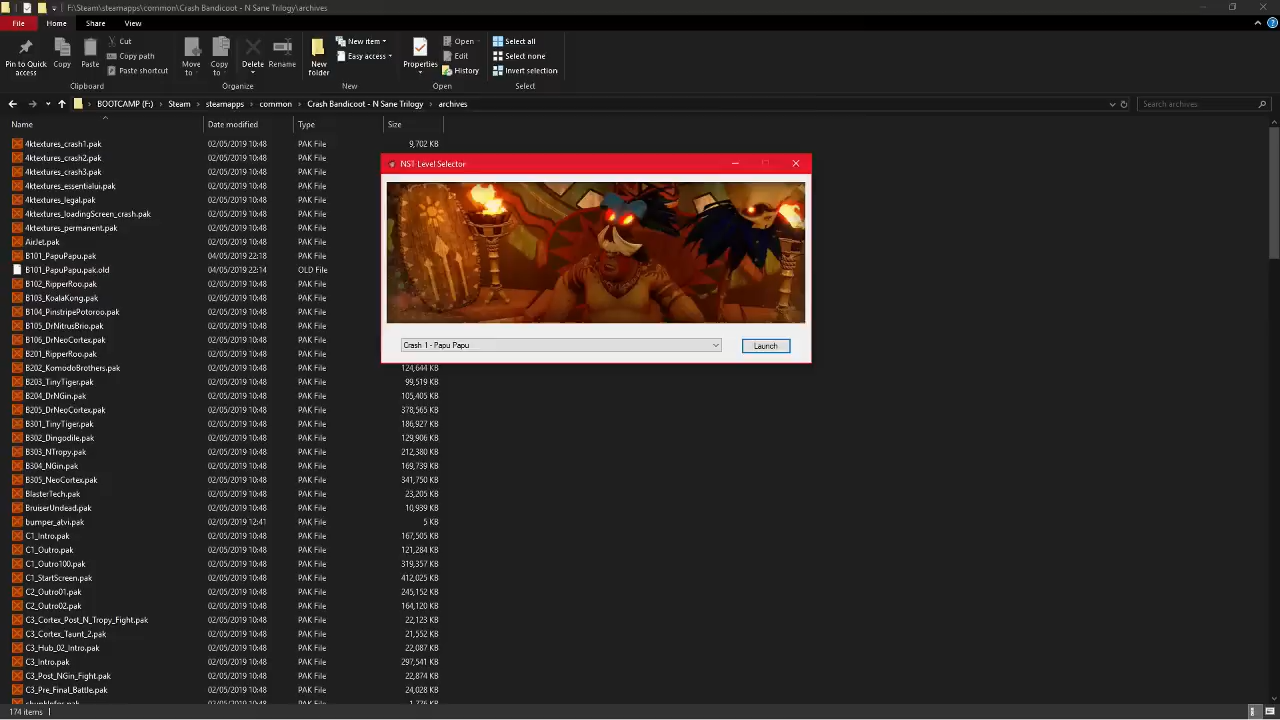 F:\Steam\steamapps\common\Crash Bandicoot - N Sane Trilogy\archives
File Home Share View
Pin to Quick access
Copy
Paste
Cut
Copy path
Paste shortcut
Move to
Copy to
Delete
Rename
New folder
New item
Easy access
Properties
Open
Edit
History
Select all
Select none
Invert selection
Clipboard Organize New Open Select
BOOTCAMP (F:) Steam steamapps common Crash Bandicoot - N Sane Trilogy archives
Search archives
Name Date modified Type Size
4ktextures_crash1.pak 02/05/2019 10:48 PAK File 9,702 KB
4ktextures_crash2.pak 02/05/2019 10:48 PAK File
4ktextures_crash3.pak 02/05/2019 10:48 PAK File
4ktextures_essentialui.pak 02/05/2019 10:48 PAK File
4ktextures_legal.pak 02/05/2019 10:48 PAK File
4ktextures_loadingScreen_crash.pak 02/05/2019 10:48 PAK File
4ktextures_permanent.pak 02/05/2019 10:48 PAK File
AirJet.pak 02/05/2019 10:48 PAK File
B101_PapuPapu.pak 04/05/2019 22:18 PAK File
B101_PapuPapu.pak.old 04/05/2019 22:14 OLD File
B102_RipperRoo.pak 02/05/2019 10:48 PAK File
B103_KoalaKong.pak 02/05/2019 10:48 PAK File
B104_PinstripePotoroo.pak 02/05/2019 10:48 PAK File
B105_DrNitrusBrio.pak 02/05/2019 10:48 PAK File
B106_DrNeoCortex.pak 02/05/2019 10:48 PAK File
B201_RipperRoo.pak 02/05/2019 10:48 PAK File
B202_KomodoBrothers.pak 02/05/2019 10:48 PAK File 124,644 KB
B203_TinyTiger.pak 02/05/2019 10:48 PAK File 99,519 KB
B204_DrNGin.pak 02/05/2019 10:48 PAK File 105,405 KB
B205_DrNeoCortex.pak 02/05/2019 10:48 PAK File 378,565 KB
B301_TinyTiger.pak 02/05/2019 10:48 PAK File 186,927 KB
B302_Dingodile.pak 02/05/2019 10:48 PAK File 129,906 KB
B303_NTropy.pak 02/05/2019 10:48 PAK File 212,380 KB
B304_NGin.pak 02/05/2019 10:48 PAK File 169,739 KB
B305_NeoCortex.pak 02/05/2019 10:48 PAK File 341,750 KB
BlasterTech.pak 02/05/2019 10:48 PAK File 23,205 KB
BruiserUndead.pak 02/05/2019 10:48 PAK File 10,939 KB
bumper_atvi.pak 02/05/2019 12:41 PAK File 5 KB
C1_Intro.pak 02/05/2019 10:48 PAK File 167,505 KB
C1_Outro.pak 02/05/2019 10:48 PAK File 121,284 KB
C1_Outro100.pak 02/05/2019 10:48 PAK File 319,357 KB
C1_StartScreen.pak 02/05/2019 10:48 PAK File 412,025 KB
C2_Outro01.pak 02/05/2019 10:48 PAK File 245,152 KB
C2_Outro02.pak 02/05/2019 10:48 PAK File 164,120 KB
C3_Cortex_Post_N_Tropy_Fight.pak 02/05/2019 10:48 PAK File 22,123 KB
C3_Cortex_Taunt_2.pak 02/05/2019 10:48 PAK File 21,552 KB
C3_Hub_02_Intro.pak 02/05/2019 10:48 PAK File 22,087 KB
C3_Intro.pak 02/05/2019 10:48 PAK File 297,541 KB
C3_Post_NGin_Fight.pak 02/05/2019 10:48 PAK File 22,874 KB
C3_Pre_Final_Battle.pak 02/05/2019 10:48 PAK File 24,028 KB
174 items
NST Level Selector
Crash 1 - Papu Papu
Launch